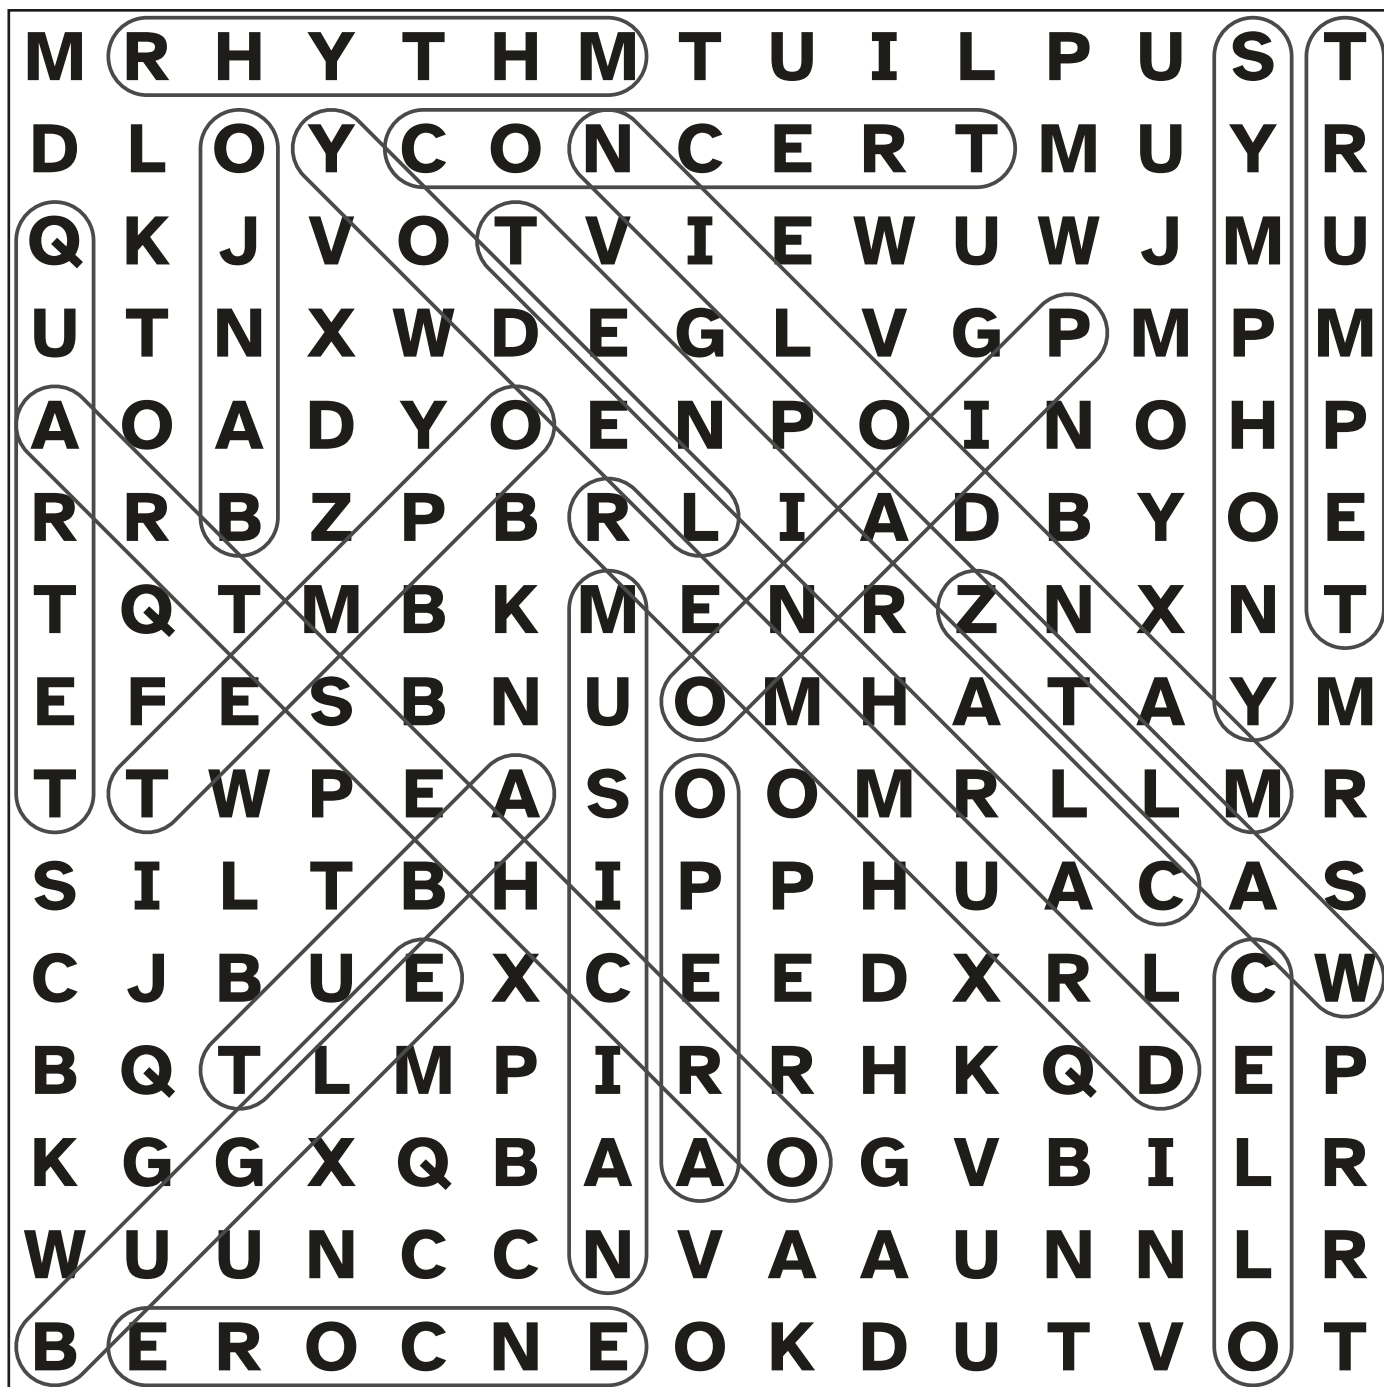 M R H Y T H M T U I L P U S T
D L O Y C O N C E R T M U Y R
Q K J V O T V I E W U W J M U
U T N X W D E G L V G P M P M
A O A D Y O E N P O I N O H P
R R B Z P B R L I A D B Y O E
T Q T M B K M E N R Z N X N T
E F E S B N U O M H A T A Y M
T T W P E A S O O M R L L M R
S I L T B H I P P H U A C A S
C J B U E X C E E D X R L C W
B Q T L M P I R R H K Q D E P
K G G X Q B A A O G V B I L R
W U U N C C N V A A U N N L R
B E R O C N E O K D U T V O T